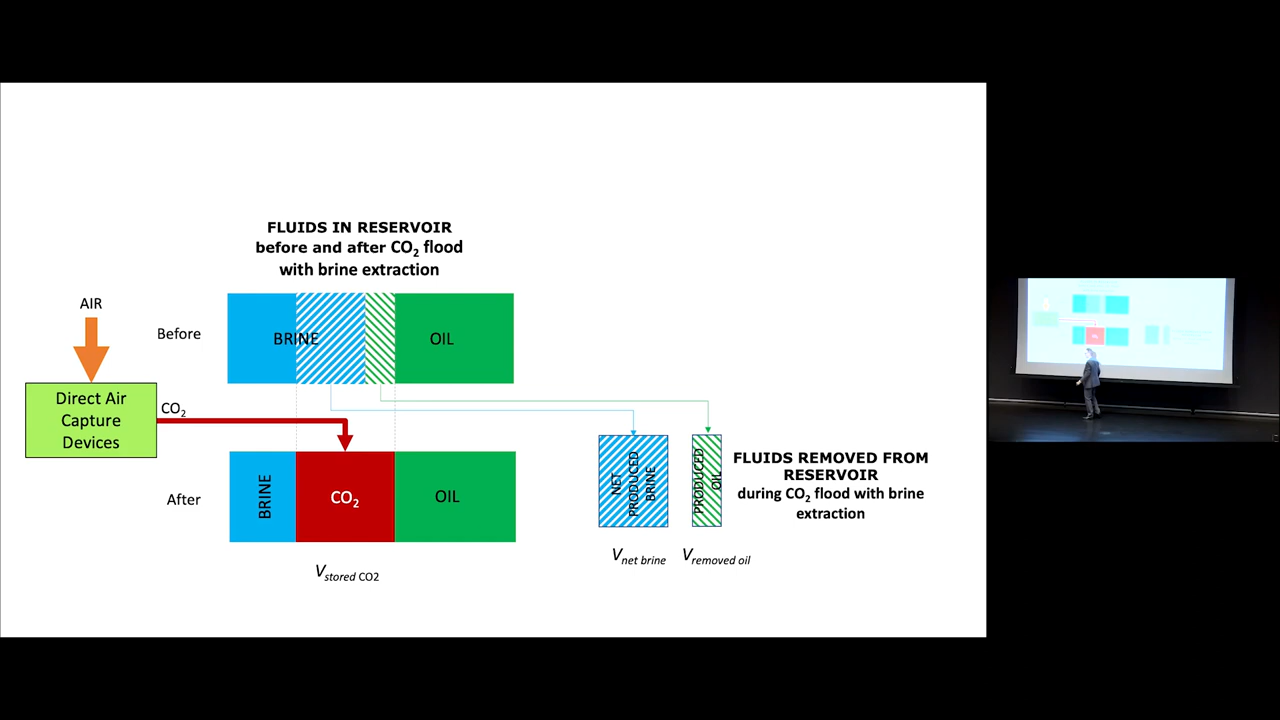 FLUIDS IN RESERVOIR
before and after CO₂ flood
with brine extraction
AIR
Before
BRINE
OIL
Direct Air
Capture
Devices
CO₂
After
BRINE
CO₂
OIL
V stored CO2
NET
PRODUCED
BRINE
PRODUCED
OIL
FLUIDS REMOVED FROM
RESERVOIR
during CO₂ flood with brine
extraction
V net brine
V removed oil